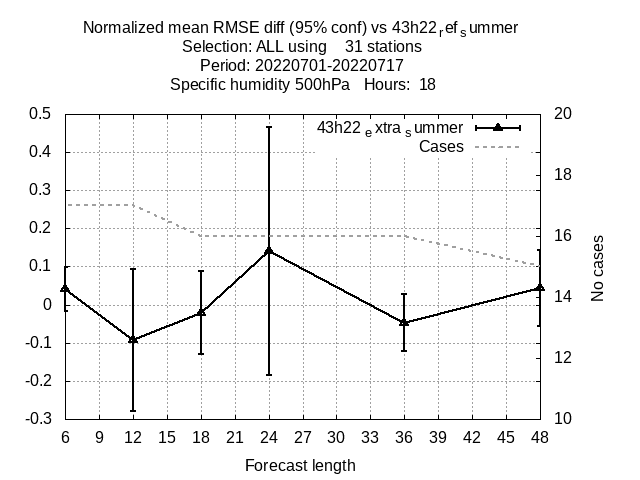 Normalized mean RMSE diff (95% conf) vs 43h22refsummer
Selection: ALL using 31 stations
Period: 20220701-20220717
Specific humidity 500hPa Hours: 18
43h22extrasummer
Cases
0.5
0.4
0.3
0.2
0.1
0
-0.1
-0.2
-0.3
20
18
16
14
12
10
No cases
6 9 12 15 18 21 24 27 30 33 36 39 42 45 48
Forecast length